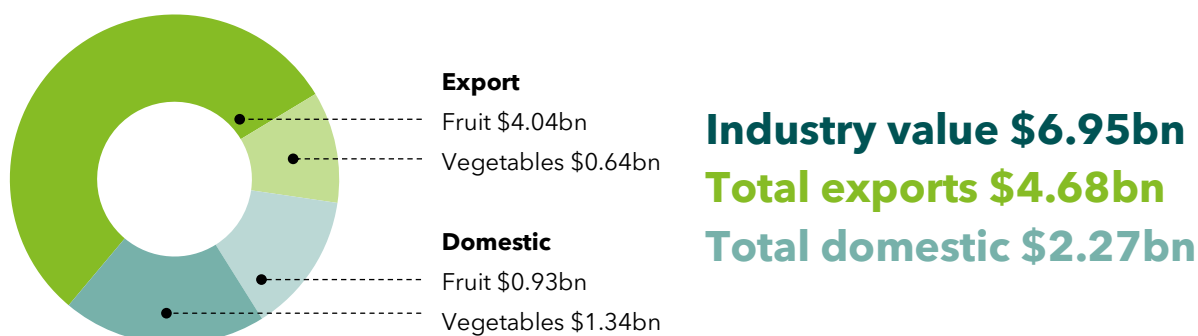 Export
Fruit $4.04bn
Vegetables $0.64bn
Domestic
Fruit $0.93bn
Vegetables $1.34bn
Industry value $6.95bn
Total exports $4.68bn
Total domestic $2.27bn